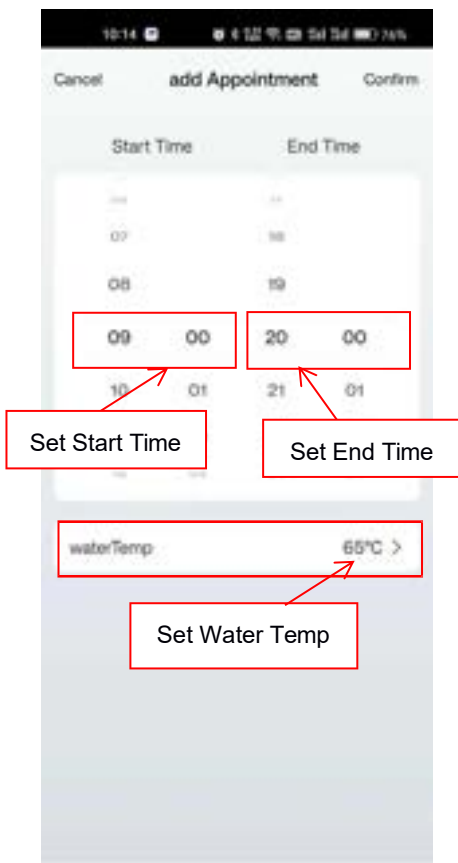 10:14 76%
Cancel add Appointment Confirm
Start Time End Time
07 18
08 19
09 00 20 00
10 01 21 01
Set Start Time Set End Time
waterTemp 65°C >
Set Water Temp